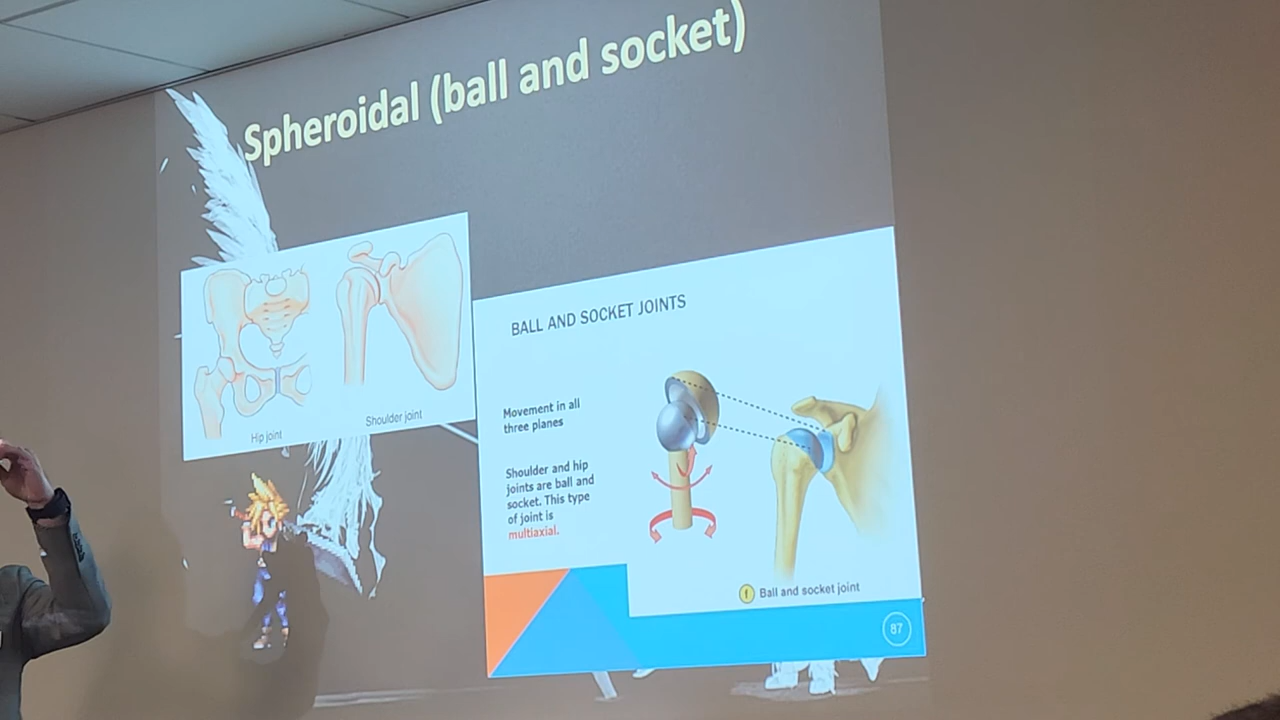 Spheroidal (ball and socket)
Hip joint
Shoulder joint
BALL AND SOCKET JOINTS
Movement in all
three planes
Shoulder and hip
joints are ball and
socket. This type
of joint is
multiaxial.
f Ball and socket joint
87